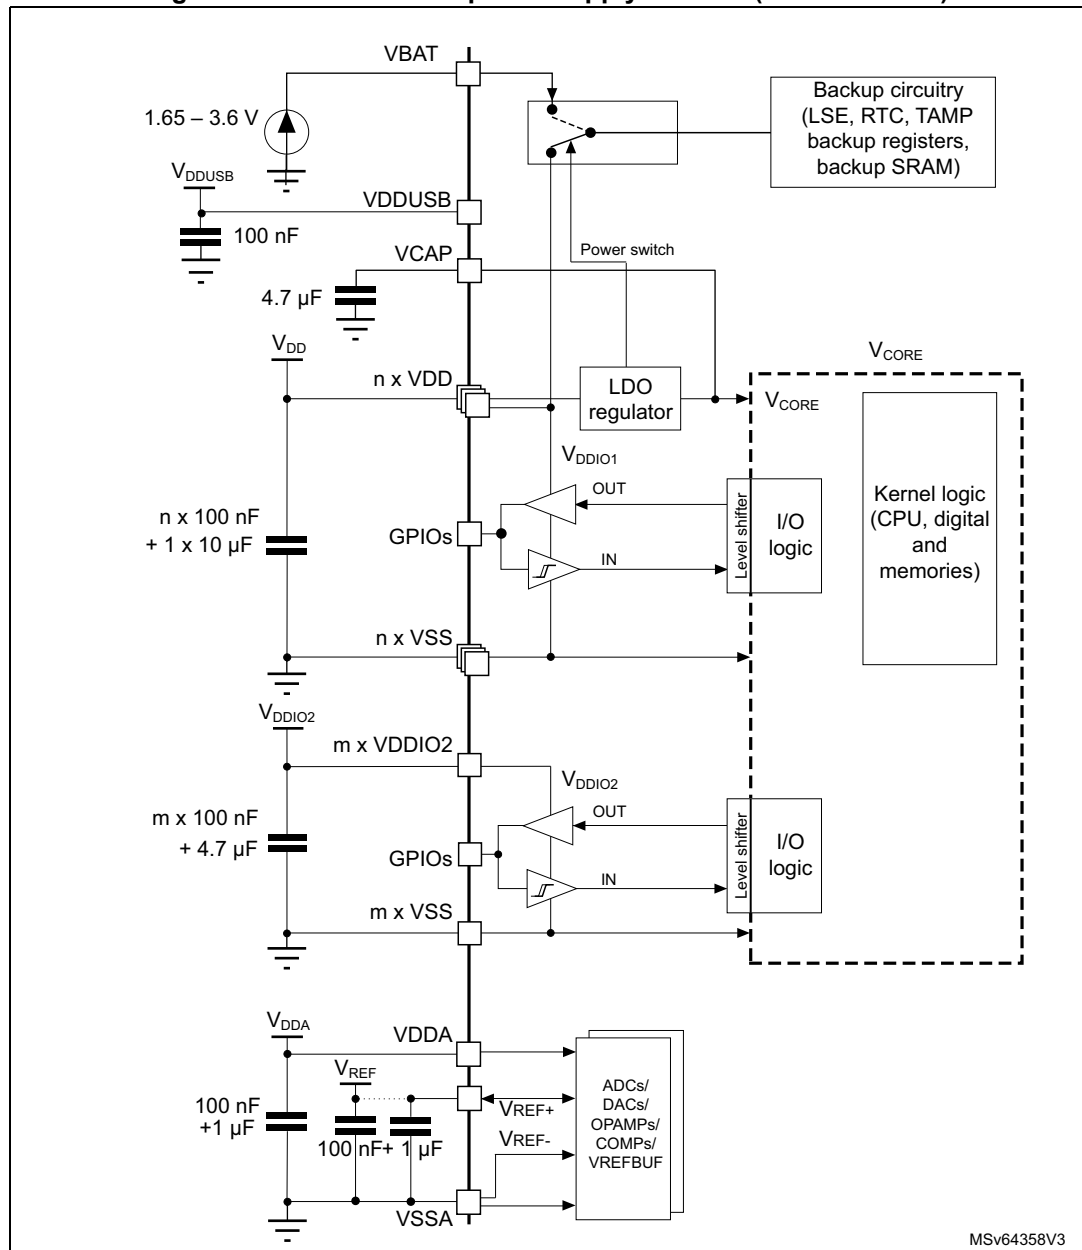 VBAT
1.65 – 3.6 V
Backup circuitry
(LSE, RTC, TAMP
backup registers,
backup SRAM)
VDDUSB
VDDUSB
100 nF
Power switch
VCAP
4.7 µF
VDD
n x VDD
LDO
regulator
VCORE
VCORE
VDDIO1
OUT
n x 100 nF
+ 1 x 10 µF
GPIOs
IN
Level shifter
I/O
logic
Kernel logic
(CPU, digital
and
memories)
n x VSS
VDDIO2
m x VDDIO2
VDDIO2
OUT
m x 100 nF
+ 4.7 µF
GPIOs
IN
Level shifter
I/O
logic
m x VSS
VDDA
VDDA
VREF
100 nF
+1 µF
100 nF+ 1 µF
VREF+
VREF-
ADCs/
DACs/
OPAMPs/
COMPs/
VREFBUF
VSSA
MSv64358V3